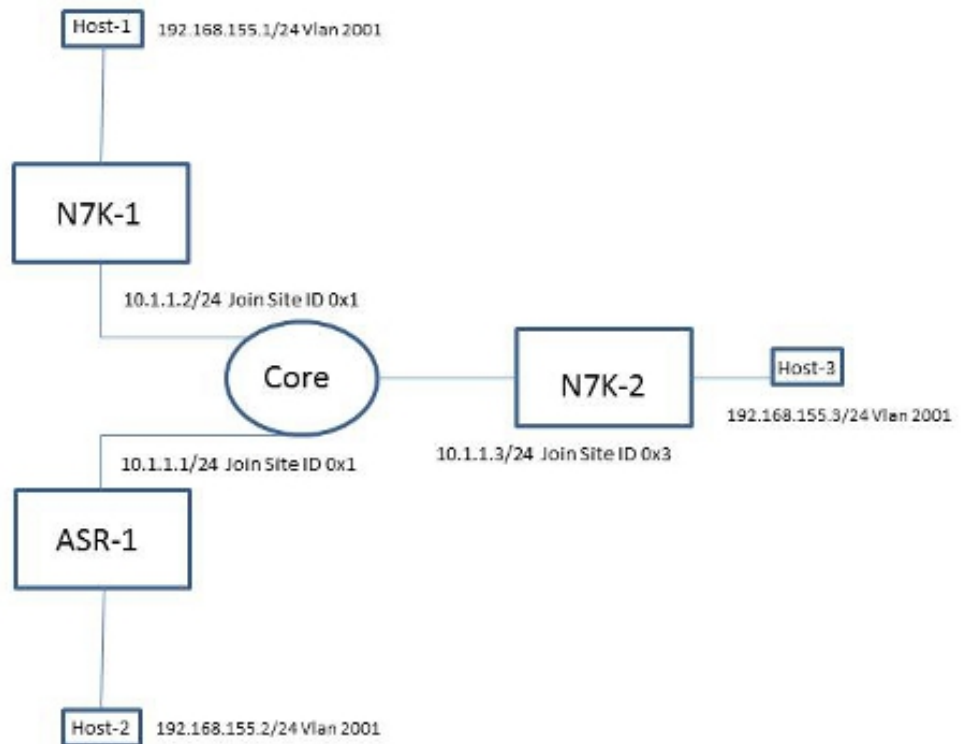 Host-1
192.168.155.1/24 Vlan 2001
N7K-1
10.1.1.2/24 Join Site ID 0x1
Core
N7K-2
Host-3
192.168.155.3/24 Vlan 2001
10.1.1.1/24 Join Site ID 0x1
10.1.1.3/24 Join Site ID 0x3
ASR-1
Host-2
192.168.155.2/24 Vlan 2001